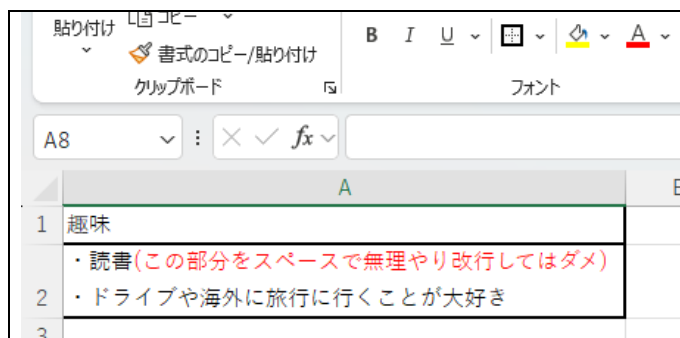 貼り付け
コピー
書式のコピー/貼り付け
B I U A
クリップボード
フォント
A8
fx
A
1 趣味
・読書(この部分をスペースで無理やり改行してはダメ)
2 ・ドライブや海外に旅行に行くことが大好き
3